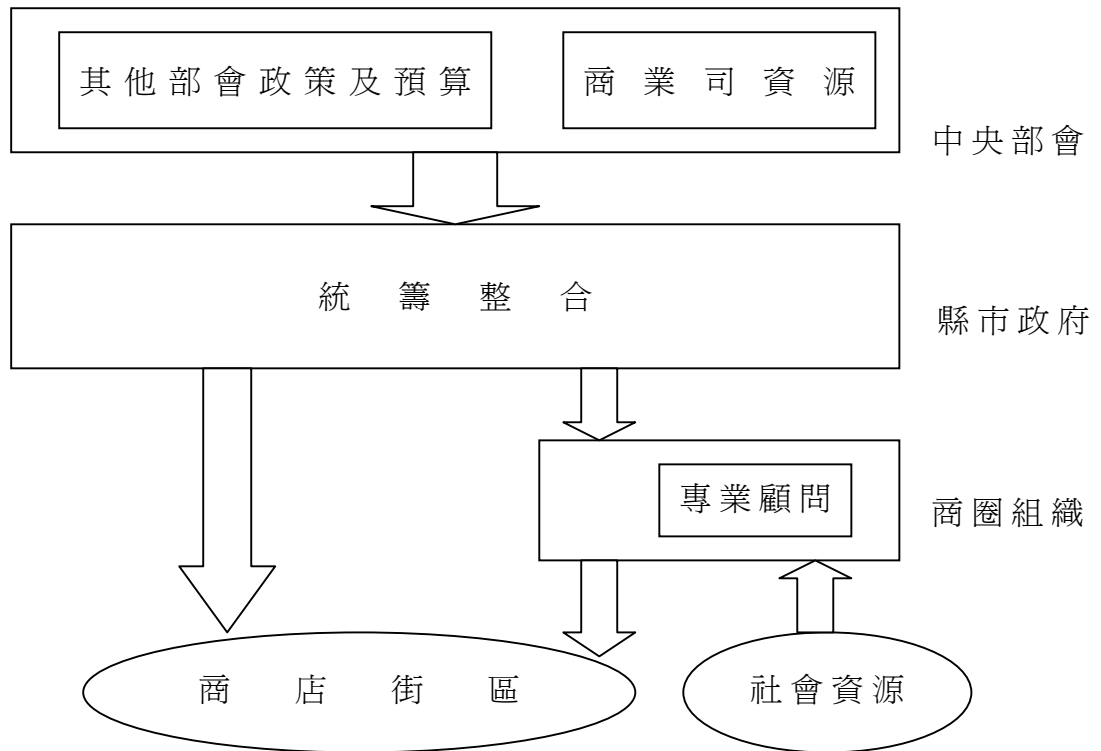 其他部會政策及預算
商業司資源
中央部會
統籌整合
縣市政府
專業顧問
商圈組織
商店街區
社會資源